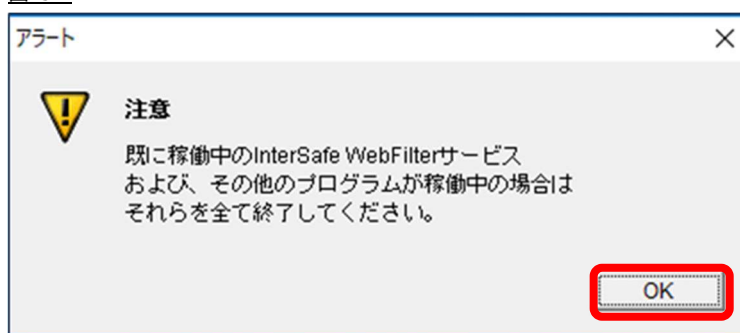 アラート
注意
既に稼働中のInterSafe WebFilterサービス
および、その他のプログラムが稼働中の場合は
それらを全て終了してください。
OK